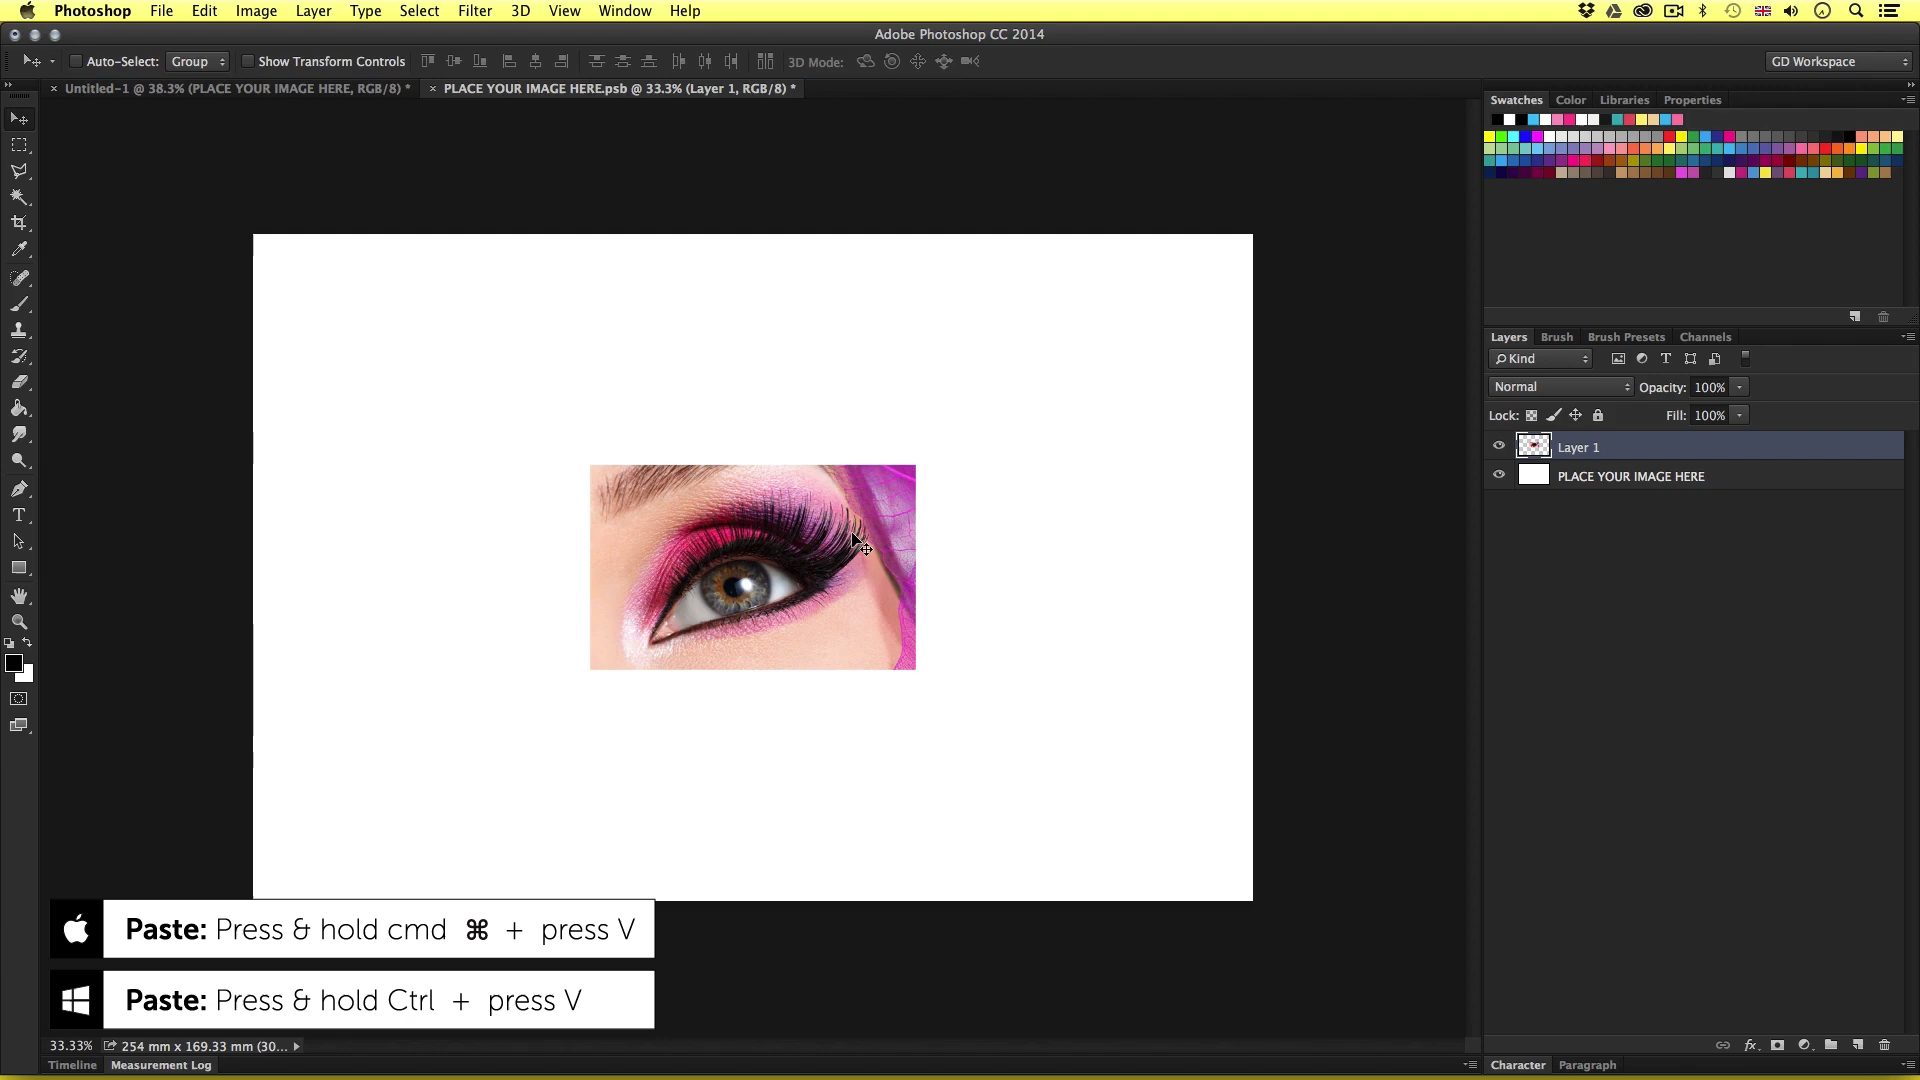 Photoshop File Edit Image Layer Type Select Filter 3D View Window Help
Adobe Photoshop CC 2014
Auto-Select: Group Show Transform Controls 3D Mode: GD Workspace
× Untitled-1 @ 38.3% (PLACE YOUR IMAGE HERE, RGB/8) * × PLACE YOUR IMAGE HERE.psb @ 33.3% (Layer 1, RGB/8) *
Swatches Color Libraries Properties
Layers Brush Brush Presets Channels
Kind
Normal Opacity: 100%
Lock: Fill: 100%
Layer 1
PLACE YOUR IMAGE HERE
Paste: Press & hold cmd ⌘ + press V
Paste: Press & hold Ctrl + press V
33.33% 254 mm x 169.33 mm (30...
Timeline Measurement Log
Character Paragraph